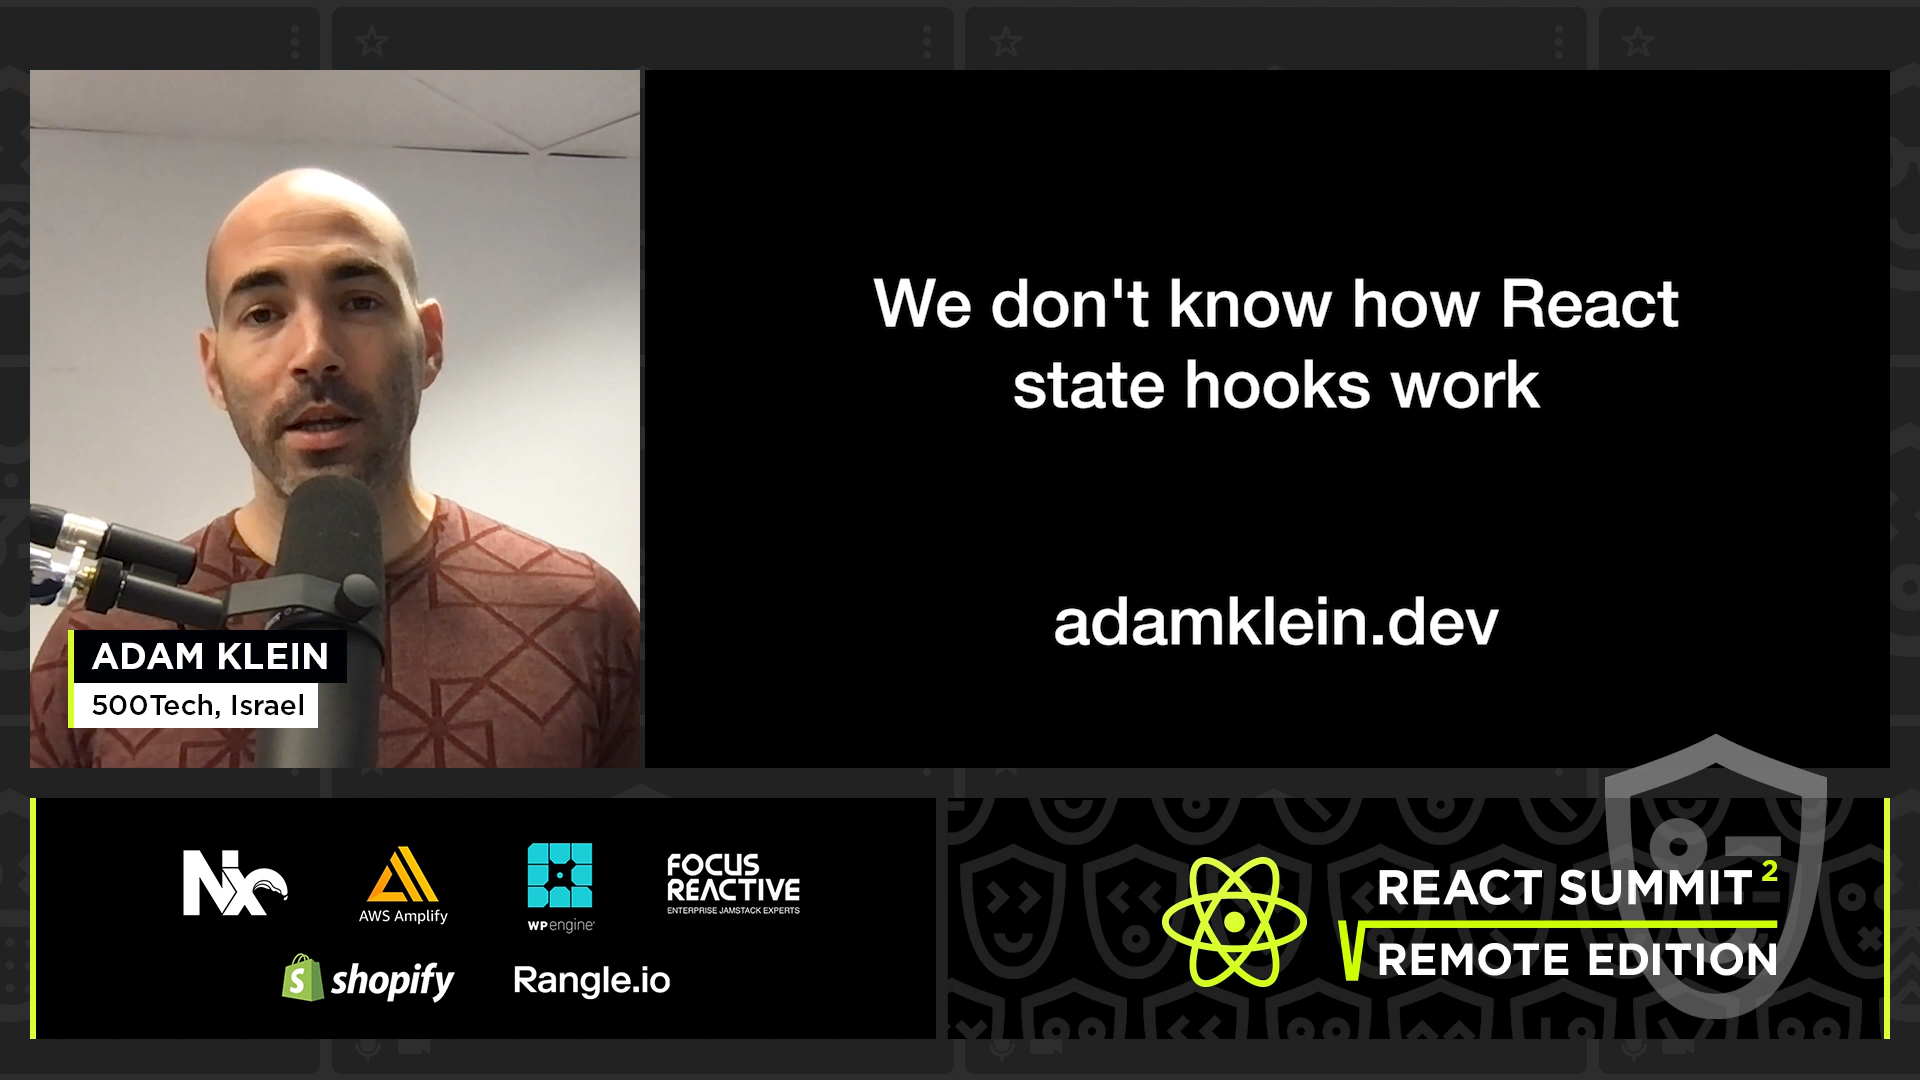 We don't know how React
state hooks work
adamklein.dev
ADAM KLEIN
500Tech, Israel
Nx
AWS Amplify
WP engine
FOCUS
REACTIVE
ENTERPRISE JAMSTACK EXPERTS
shopify
Rangle.io
REACT SUMMIT 2
REMOTE EDITION